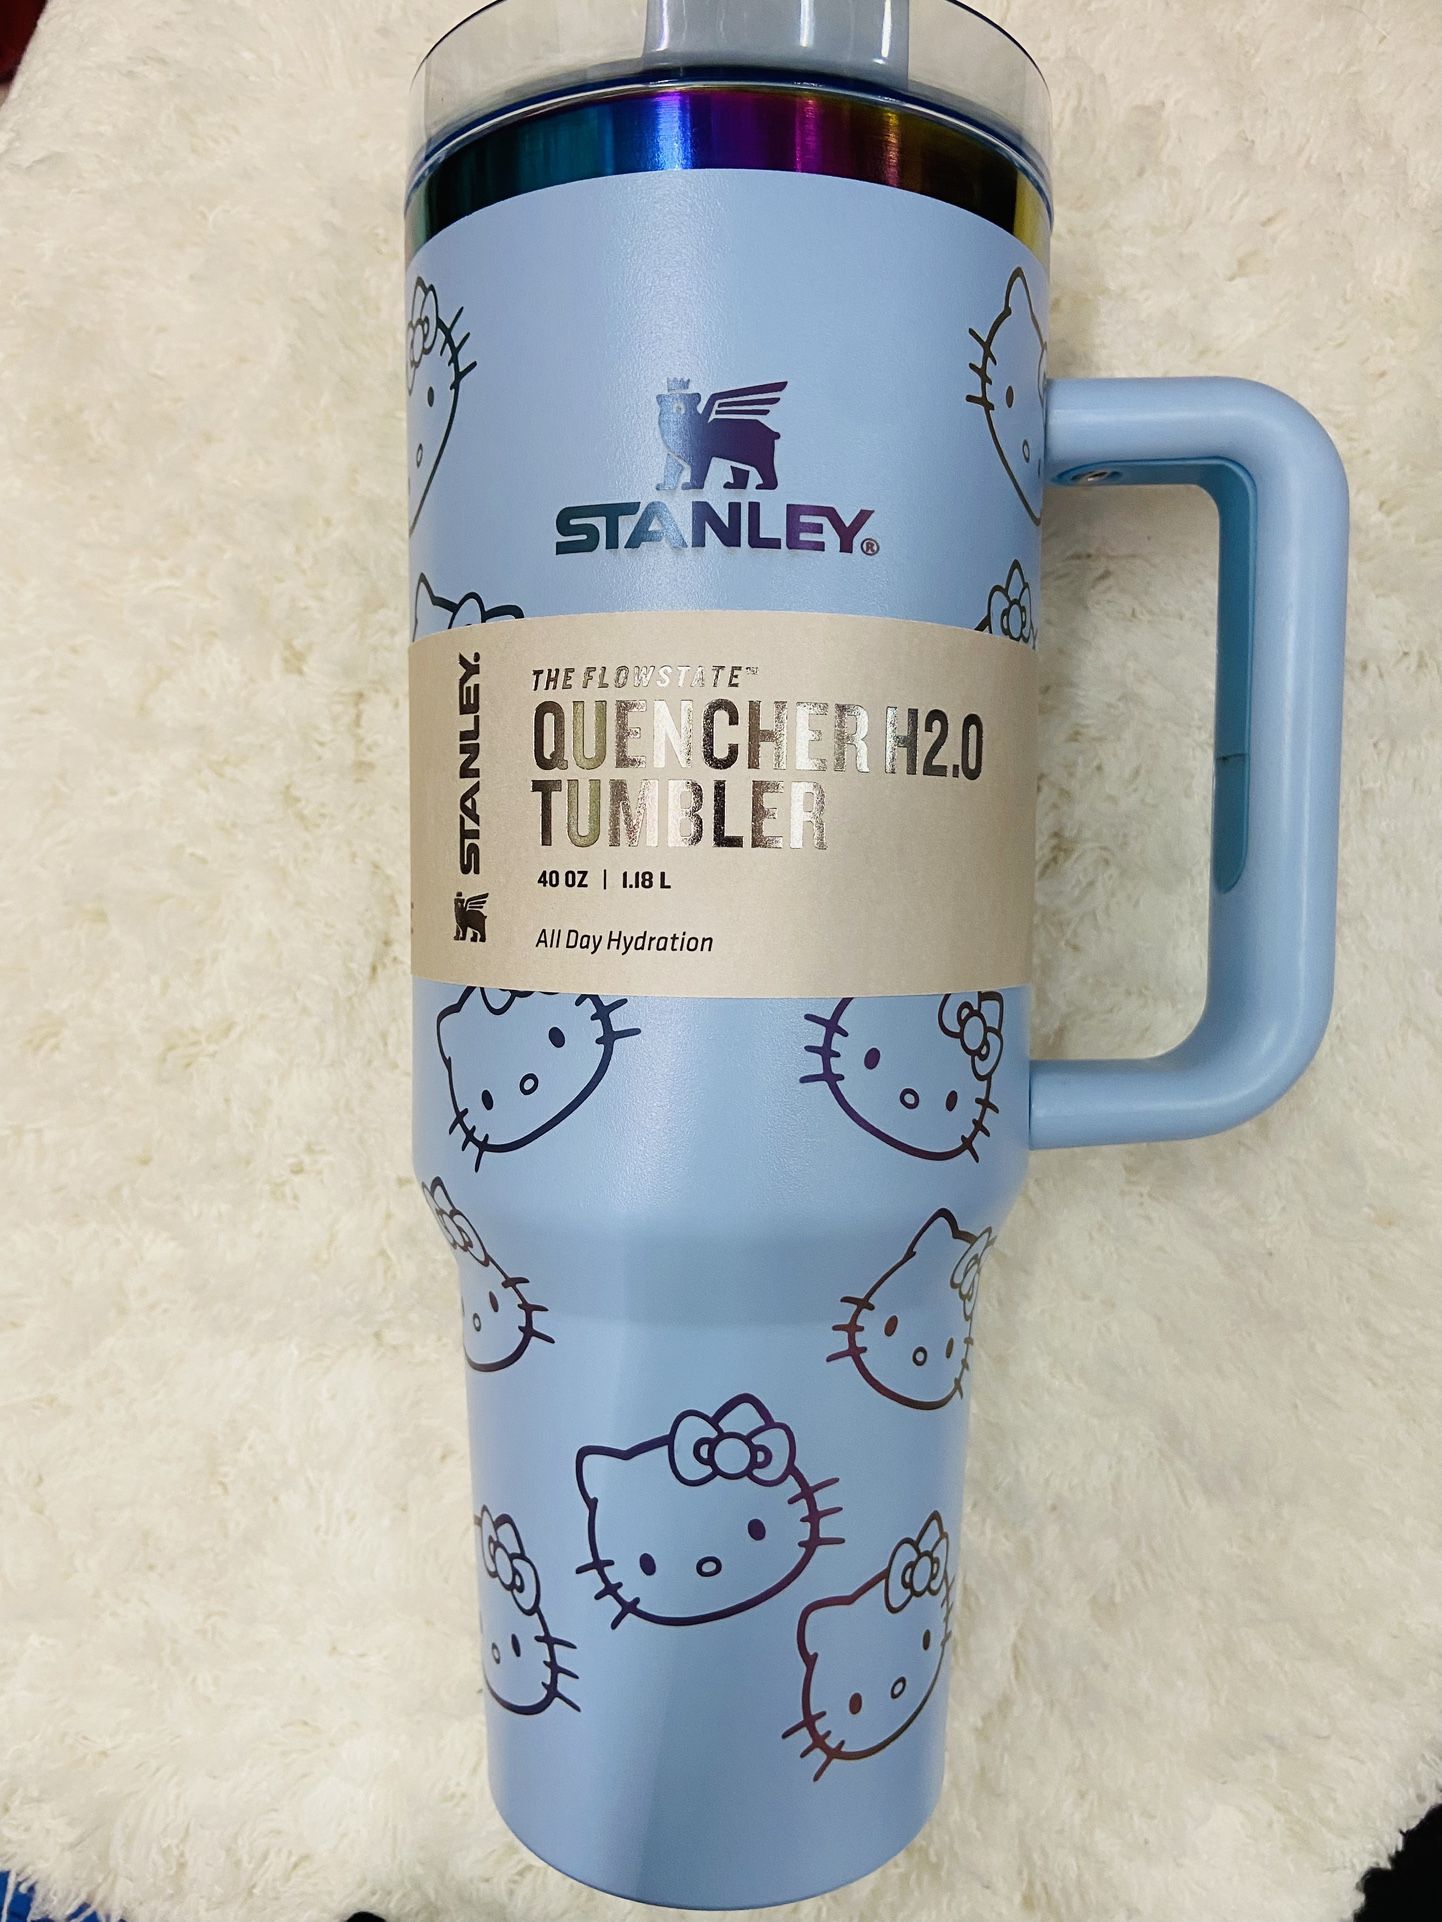 STANLEY®
STANLEY.
THE FLOWSTATE™
QUENCHER H2.0
TUMBLER
40 OZ | 1.18 L
All Day Hydration